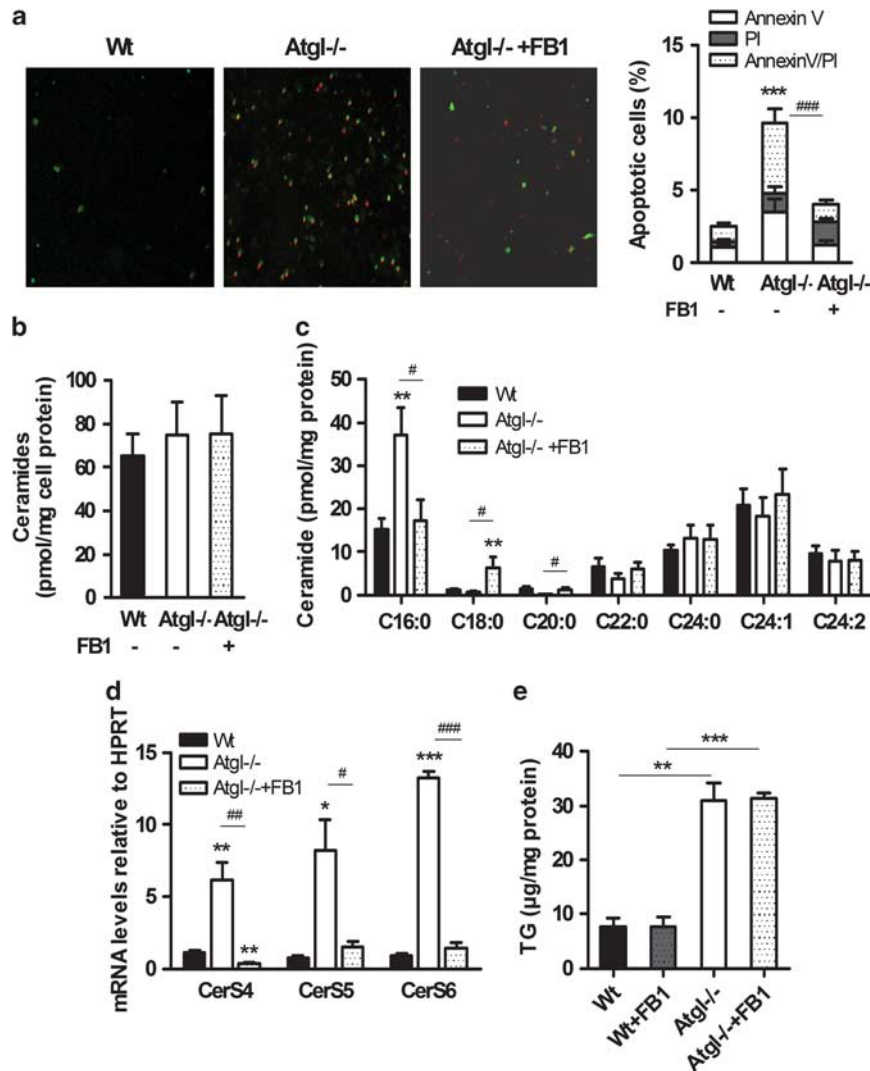 a
Wt Atgl-/- Atgl-/- +FB1
Annexin V
PI
AnnexinV/PI
Apoptotic cells (%)
15
10
5
0
***
###
Wt Atgl-/- Atgl-/-
FB1 - - +
b
Ceramides
(pmol/mg cell protein)
100
80
60
40
20
0
Wt Atgl-/- Atgl-/-
FB1 - - +
c
Ceramide (pmol/mg protein)
50
40
30
20
10
0
Wt
Atgl-/-
Atgl-/- +FB1
#
**
#
**
#
C16:0 C18:0 C20:0 C22:0 C24:0 C24:1 C24:2
d
mRNA levels relative to HPRT
15
10
5
0
Wt
Atgl-/-
Atgl-/-+FB1
##
**
**
#
*
###
***
CerS4 CerS5 CerS6
e
TG (µg/mg protein)
40
30
20
10
0
**
***
Wt
Wt+FB1
Atgl-/-
Atgl-/-+FB1